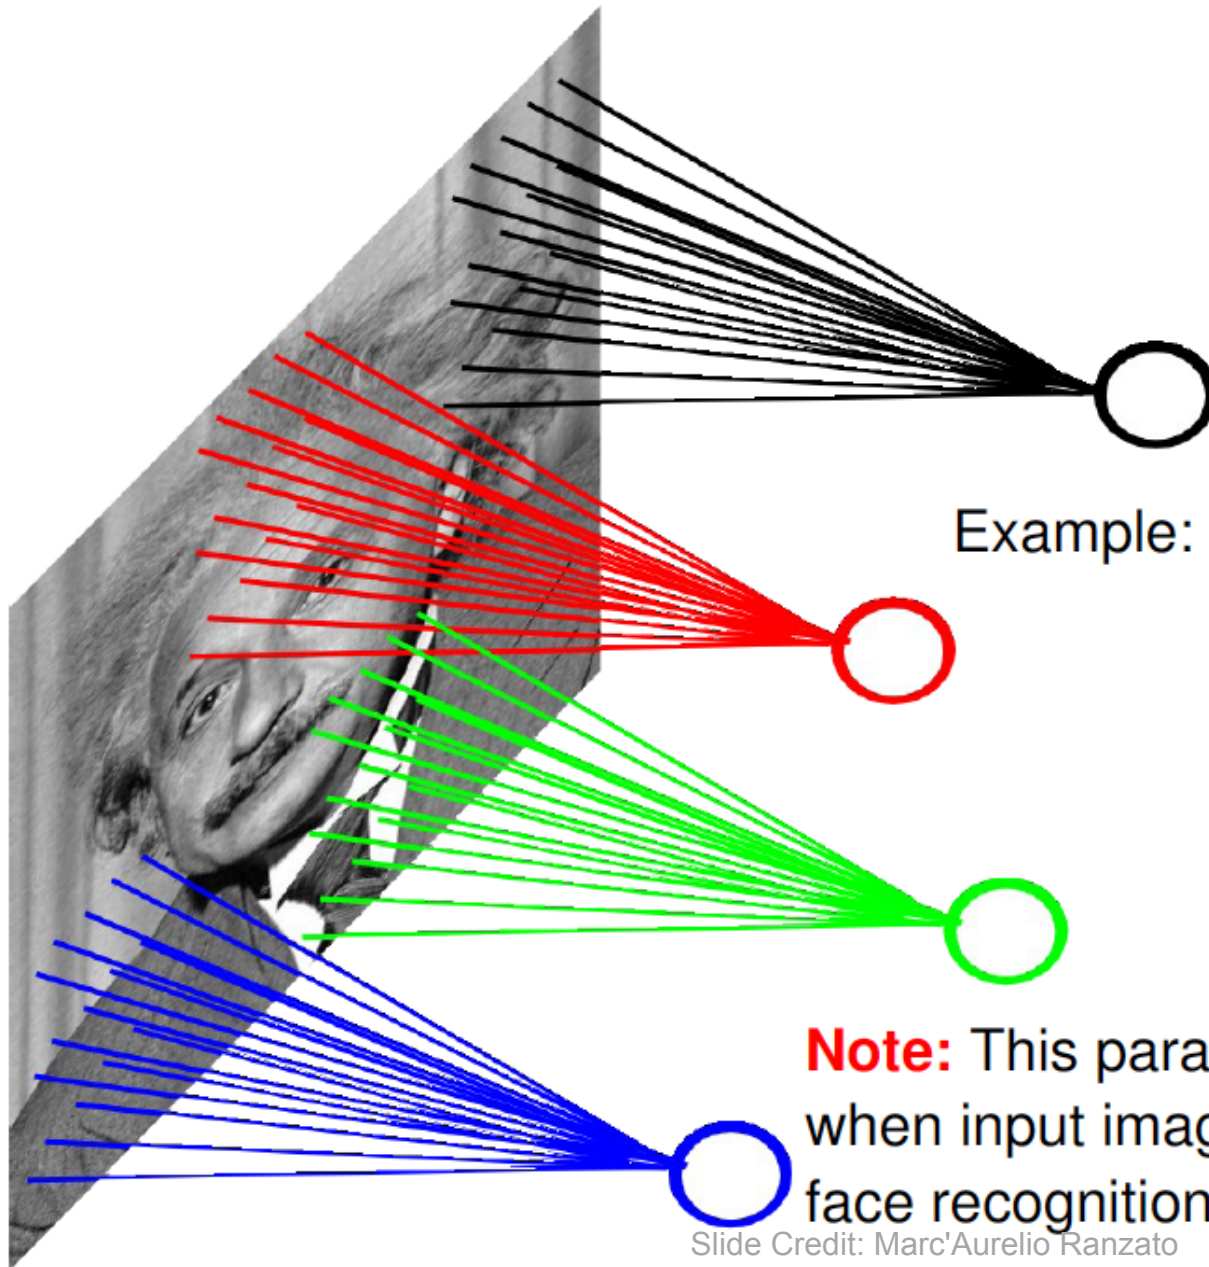 Example:
Note: This para
when input imag
face recognition
Slide Credit: Marc'Aurelio Ranzato